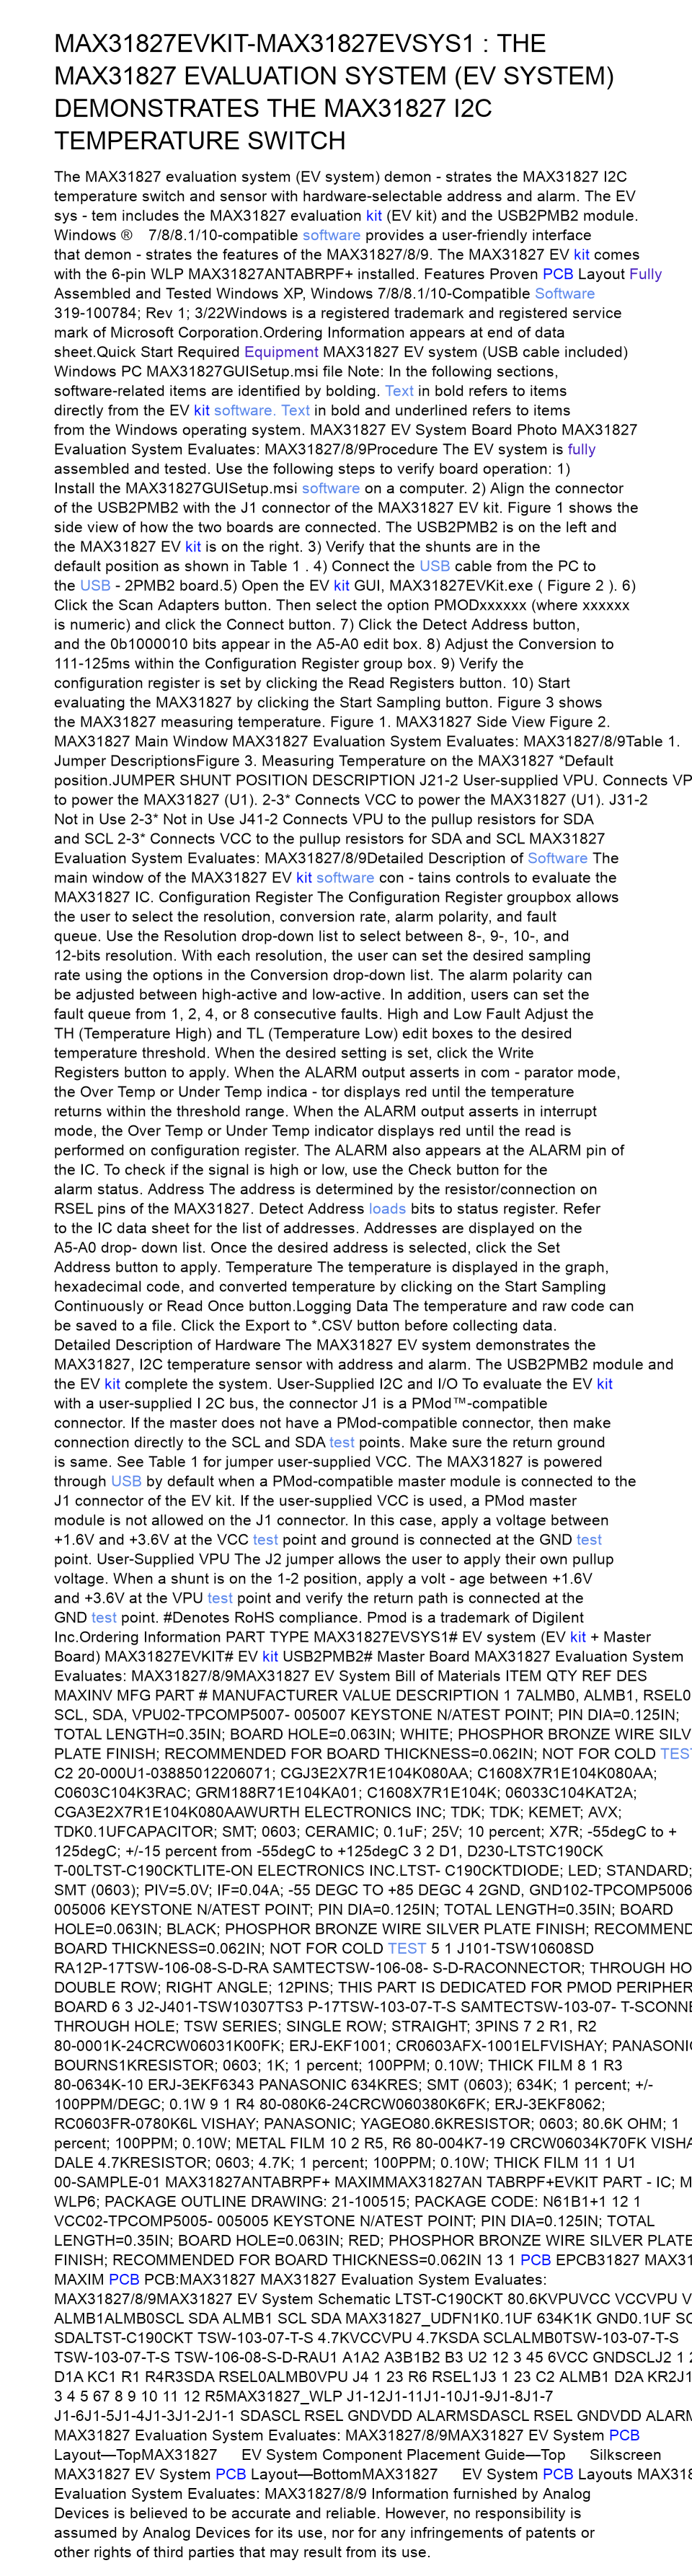 MAX31827EVKIT-MAX31827EVSYS1 : THE
MAX31827 EVALUATION SYSTEM (EV SYSTEM)
DEMONSTRATES THE MAX31827 I2C
TEMPERATURE SWITCH
The MAX31827 evaluation system (EV system) demon - strates the MAX31827 I2C
temperature switch and sensor with hardware-selectable address and alarm. The EV
sys - tem includes the MAX31827 evaluation kit (EV kit) and the USB2PMB2 module.
Windows ® 7/8/8.1/10-compatible software provides a user-friendly interface
that demon - strates the features of the MAX31827/8/9. The MAX31827 EV kit comes
with the 6-pin WLP MAX31827ANTABRPF+ installed. Features Proven PCB Layout Fully
Assembled and Tested Windows XP, Windows 7/8/8.1/10-Compatible Software
319-100784; Rev 1; 3/22Windows is a registered trademark and registered service
mark of Microsoft Corporation.Ordering Information appears at end of data
sheet.Quick Start Required Equipment MAX31827 EV system (USB cable included)
Windows PC MAX31827GUISetup.msi file Note: In the following sections,
software-related items are identified by bolding. Text in bold refers to items
directly from the EV kit software. Text in bold and underlined refers to items
from the Windows operating system. MAX31827 EV System Board Photo MAX31827
Evaluation System Evaluates: MAX31827/8/9Procedure The EV system is fully
assembled and tested. Use the following steps to verify board operation: 1)
Install the MAX31827GUISetup.msi software on a computer. 2) Align the connector
of the USB2PMB2 with the J1 connector of the MAX31827 EV kit. Figure 1 shows the
side view of how the two boards are connected. The USB2PMB2 is on the left and
the MAX31827 EV kit is on the right. 3) Verify that the shunts are in the
default position as shown in Table 1 . 4) Connect the USB cable from the PC to
the USB - 2PMB2 board.5) Open the EV kit GUI, MAX31827EVKit.exe ( Figure 2 ). 6)
Click the Scan Adapters button. Then select the option PMODxxxxxx (where xxxxxx
is numeric) and click the Connect button. 7) Click the Detect Address button,
and the 0b1000010 bits appear in the A5-A0 edit box. 8) Adjust the Conversion to
111-125ms within the Configuration Register group box. 9) Verify the
configuration register is set by clicking the Read Registers button. 10) Start
evaluating the MAX31827 by clicking the Start Sampling button. Figure 3 shows
the MAX31827 measuring temperature. Figure 1. MAX31827 Side View Figure 2.
MAX31827 Main Window MAX31827 Evaluation System Evaluates: MAX31827/8/9Table 1.
Jumper DescriptionsFigure 3. Measuring Temperature on the MAX31827 *Default
position.JUMPER SHUNT POSITION DESCRIPTION J21-2 User-supplied VPU. Connects VP
to power the MAX31827 (U1). 2-3* Connects VCC to power the MAX31827 (U1). J31-2
Not in Use 2-3* Not in Use J41-2 Connects VPU to the pullup resistors for SDA
and SCL 2-3* Connects VCC to the pullup resistors for SDA and SCL MAX31827
Evaluation System Evaluates: MAX31827/8/9Detailed Description of Software The
main window of the MAX31827 EV kit software con - tains controls to evaluate the
MAX31827 IC. Configuration Register The Configuration Register groupbox allows
the user to select the resolution, conversion rate, alarm polarity, and fault
queue. Use the Resolution drop-down list to select between 8-, 9-, 10-, and
12-bits resolution. With each resolution, the user can set the desired sampling
rate using the options in the Conversion drop-down list. The alarm polarity can
be adjusted between high-active and low-active. In addition, users can set the
fault queue from 1, 2, 4, or 8 consecutive faults. High and Low Fault Adjust the
TH (Temperature High) and TL (Temperature Low) edit boxes to the desired
temperature threshold. When the desired setting is set, click the Write
Registers button to apply. When the ALARM output asserts in com - parator mode,
the Over Temp or Under Temp indica - tor displays red until the temperature
returns within the threshold range. When the ALARM output asserts in interrupt
mode, the Over Temp or Under Temp indicator displays red until the read is
performed on configuration register. The ALARM also appears at the ALARM pin of
the IC. To check if the signal is high or low, use the Check button for the
alarm status. Address The address is determined by the resistor/connection on
RSEL pins of the MAX31827. Detect Address loads bits to status register. Refer
to the IC data sheet for the list of addresses. Addresses are displayed on the
A5-A0 drop- down list. Once the desired address is selected, click the Set
Address button to apply. Temperature The temperature is displayed in the graph,
hexadecimal code, and converted temperature by clicking on the Start Sampling
Continuously or Read Once button.Logging Data The temperature and raw code can
be saved to a file. Click the Export to *.CSV button before collecting data.
Detailed Description of Hardware The MAX31827 EV system demonstrates the
MAX31827, I2C temperature sensor with address and alarm. The USB2PMB2 module and
the EV kit complete the system. User-Supplied I2C and I/O To evaluate the EV kit
with a user-supplied I 2C bus, the connector J1 is a PMod™-compatible
connector. If the master does not have a PMod-compatible connector, then make
connection directly to the SCL and SDA test points. Make sure the return ground
is same. See Table 1 for jumper user-supplied VCC. The MAX31827 is powered
through USB by default when a PMod-compatible master module is connected to the
J1 connector of the EV kit. If the user-supplied VCC is used, a PMod master
module is not allowed on the J1 connector. In this case, apply a voltage between
+1.6V and +3.6V at the VCC test point and ground is connected at the GND test
point. User-Supplied VPU The J2 jumper allows the user to apply their own pullup
voltage. When a shunt is on the 1-2 position, apply a volt - age between +1.6V
and +3.6V at the VPU test point and verify the return path is connected at the
GND test point. #Denotes RoHS compliance. Pmod is a trademark of Digilent
Inc.Ordering Information PART TYPE MAX31827EVSYS1# EV system (EV kit + Master
Board) MAX31827EVKIT# EV kit USB2PMB2# Master Board MAX31827 Evaluation System
Evaluates: MAX31827/8/9MAX31827 EV System Bill of Materials ITEM QTY REF DES
MAXINV MFG PART # MANUFACTURER VALUE DESCRIPTION 1 7ALMB0, ALMB1, RSEL0
SCL, SDA, VPU02-TPCOMP5007- 005007 KEYSTONE N/ATEST POINT; PIN DIA=0.125IN;
TOTAL LENGTH=0.35IN; BOARD HOLE=0.063IN; WHITE; PHOSPHOR BRONZE WIRE SILV
PLATE FINISH; RECOMMENDED FOR BOARD THICKNESS=0.062IN; NOT FOR COLD TEST
C2 20-000U1-03885012206071; CGJ3E2X7R1E104K080AA; C1608X7R1E104K080AA;
C0603C104K3RAC; GRM188R71E104KA01; C1608X7R1E104K; 06033C104KAT2A;
CGA3E2X7R1E104K080AAWURTH ELECTRONICS INC; TDK; TDK; KEMET; AVX;
TDK0.1UFCAPACITOR; SMT; 0603; CERAMIC; 0.1uF; 25V; 10 percent; X7R; -55degC to +
125degC; +/-15 percent from -55degC to +125degC 3 2 D1, D230-LTSTC190CK
T-00LTST-C190CKTLITE-ON ELECTRONICS INC.LTST- C190CKTDIODE; LED; STANDARD;
SMT (0603); PIV=5.0V; IF=0.04A; -55 DEGC TO +85 DEGC 4 2GND, GND102-TPCOMP5006
005006 KEYSTONE N/ATEST POINT; PIN DIA=0.125IN; TOTAL LENGTH=0.35IN; BOARD
HOLE=0.063IN; BLACK; PHOSPHOR BRONZE WIRE SILVER PLATE FINISH; RECOMMEND
BOARD THICKNESS=0.062IN; NOT FOR COLD TEST 5 1 J101-TSW10608SD
RA12P-17TSW-106-08-S-D-RA SAMTECTSW-106-08- S-D-RACONNECTOR; THROUGH HO
DOUBLE ROW; RIGHT ANGLE; 12PINS; THIS PART IS DEDICATED FOR PMOD PERIPHER
BOARD 6 3 J2-J401-TSW10307TS3 P-17TSW-103-07-T-S SAMTECTSW-103-07- T-SCONNE
THROUGH HOLE; TSW SERIES; SINGLE ROW; STRAIGHT; 3PINS 7 2 R1, R2
80-0001K-24CRCW06031K00FK; ERJ-EKF1001; CR0603AFX-1001ELFVISHAY; PANASONIC
BOURNS1KRESISTOR; 0603; 1K; 1 percent; 100PPM; 0.10W; THICK FILM 8 1 R3
80-0634K-10 ERJ-3EKF6343 PANASONIC 634KRES; SMT (0603); 634K; 1 percent; +/-
100PPM/DEGC; 0.1W 9 1 R4 80-080K6-24CRCW060380K6FK; ERJ-3EKF8062;
RC0603FR-0780K6L VISHAY; PANASONIC; YAGEO80.6KRESISTOR; 0603; 80.6K OHM; 1
percent; 100PPM; 0.10W; METAL FILM 10 2 R5, R6 80-004K7-19 CRCW06034K70FK VISHA
DALE 4.7KRESISTOR; 0603; 4.7K; 1 percent; 100PPM; 0.10W; THICK FILM 11 1 U1
00-SAMPLE-01 MAX31827ANTABRPF+ MAXIMMAX31827AN TABRPF+EVKIT PART - IC; M
WLP6; PACKAGE OUTLINE DRAWING: 21-100515; PACKAGE CODE: N61B1+1 12 1
VCC02-TPCOMP5005- 005005 KEYSTONE N/ATEST POINT; PIN DIA=0.125IN; TOTAL
LENGTH=0.35IN; BOARD HOLE=0.063IN; RED; PHOSPHOR BRONZE WIRE SILVER PLATE
FINISH; RECOMMENDED FOR BOARD THICKNESS=0.062IN 13 1 PCB EPCB31827 MAX31
MAXIM PCB PCB:MAX31827 MAX31827 Evaluation System Evaluates:
MAX31827/8/9MAX31827 EV System Schematic LTST-C190CKT 80.6KVPUVCC VCCVPU V
ALMB1ALMB0SCL SDA ALMB1 SCL SDA MAX31827_UDFN1K0.1UF 634K1K GND0.1UF SC
SDALTST-C190CKT TSW-103-07-T-S 4.7KVCCVPU 4.7KSDA SCLALMB0TSW-103-07-T-S
TSW-103-07-T-S TSW-106-08-S-D-RAU1 A1A2 A3B1B2 B3 U2 12 3 45 6VCC GNDSCLJ2 1 2
D1A KC1 R1 R4R3SDA RSEL0ALMB0VPU J4 1 23 R6 RSEL1J3 1 23 C2 ALMB1 D2A KR2J1
3 4 5 67 8 9 10 11 12 R5MAX31827_WLP J1-12J1-11J1-10J1-9J1-8J1-7
J1-6J1-5J1-4J1-3J1-2J1-1 SDASCL RSEL GNDVDD ALARMSDASCL RSEL GNDVDD ALARM
MAX31827 Evaluation System Evaluates: MAX31827/8/9MAX31827 EV System PCB
Layout—TopMAX31827 EV System Component Placement Guide—Top Silkscreen
MAX31827 EV System PCB Layout—BottomMAX31827 EV System PCB Layouts MAX318
Evaluation System Evaluates: MAX31827/8/9 Information furnished by Analog
Devices is believed to be accurate and reliable. However, no responsibility is
assumed by Analog Devices for its use, nor for any infringements of patents or
other rights of third parties that may result from its use.